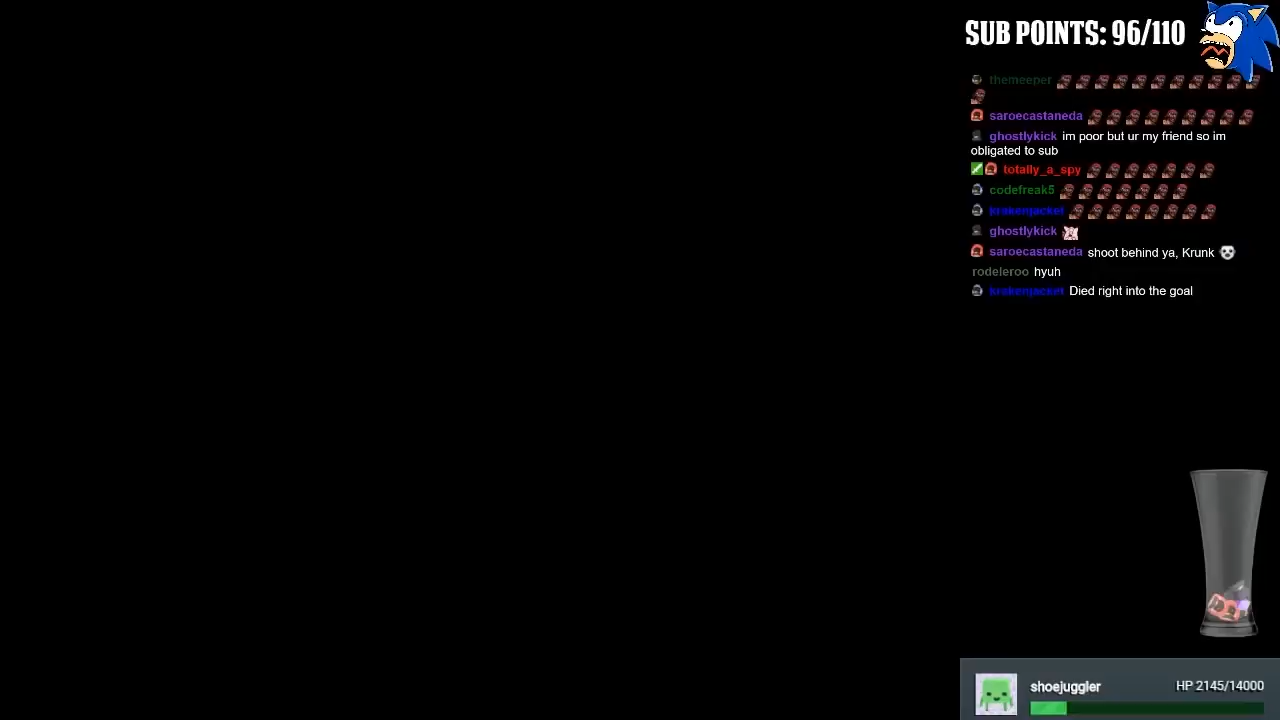 SUB POINTS: 96/110
themeeper
saroecastaneda
ghostlykick im poor but ur my friend so im
obligated to sub
totally_a_spy
codefreak5
krakenjacket
ghostlykick
saroecastaneda shoot behind ya, Krunk
rodeleroo hyuh
krakenjacket Died right into the goal
shoejuggler HP 2145/14000